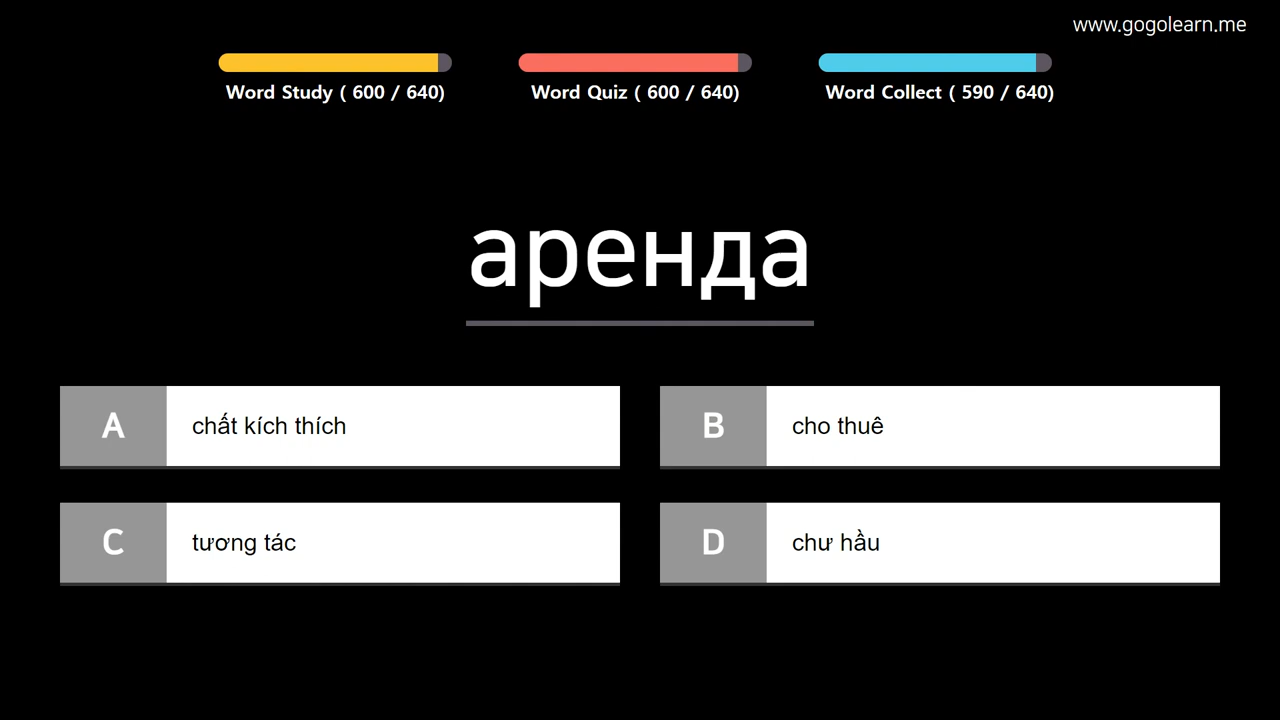 www.gogolearn.me
Word Study ( 600 / 640)
Word Quiz ( 600 / 640)
Word Collect ( 590 / 640)
аренда
A
chất kích thích
B
cho thuê
C
tương tác
D
chư hầu